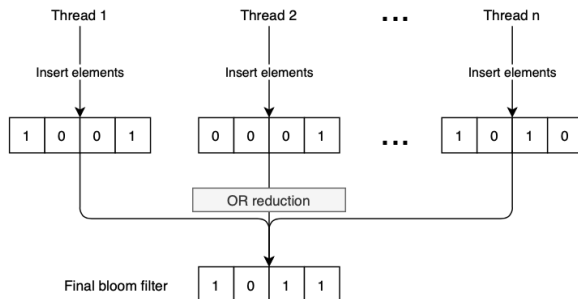 Thread 1 Thread 2 ... Thread n
Insert elements Insert elements Insert elements
1 0 0 1 0 0 0 1 ... 1 0 1 0
OR reduction
Final bloom filter 1 0 1 1